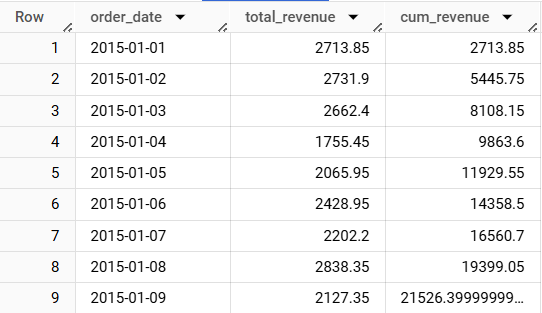 Row order_date total_revenue cum_revenue
1 2015-01-01 2713.85 2713.85
2 2015-01-02 2731.9 5445.75
3 2015-01-03 2662.4 8108.15
4 2015-01-04 1755.45 9863.6
5 2015-01-05 2065.95 11929.55
6 2015-01-06 2428.95 14358.5
7 2015-01-07 2202.2 16560.7
8 2015-01-08 2838.35 19399.05
9 2015-01-09 2127.35 21526.39999999...